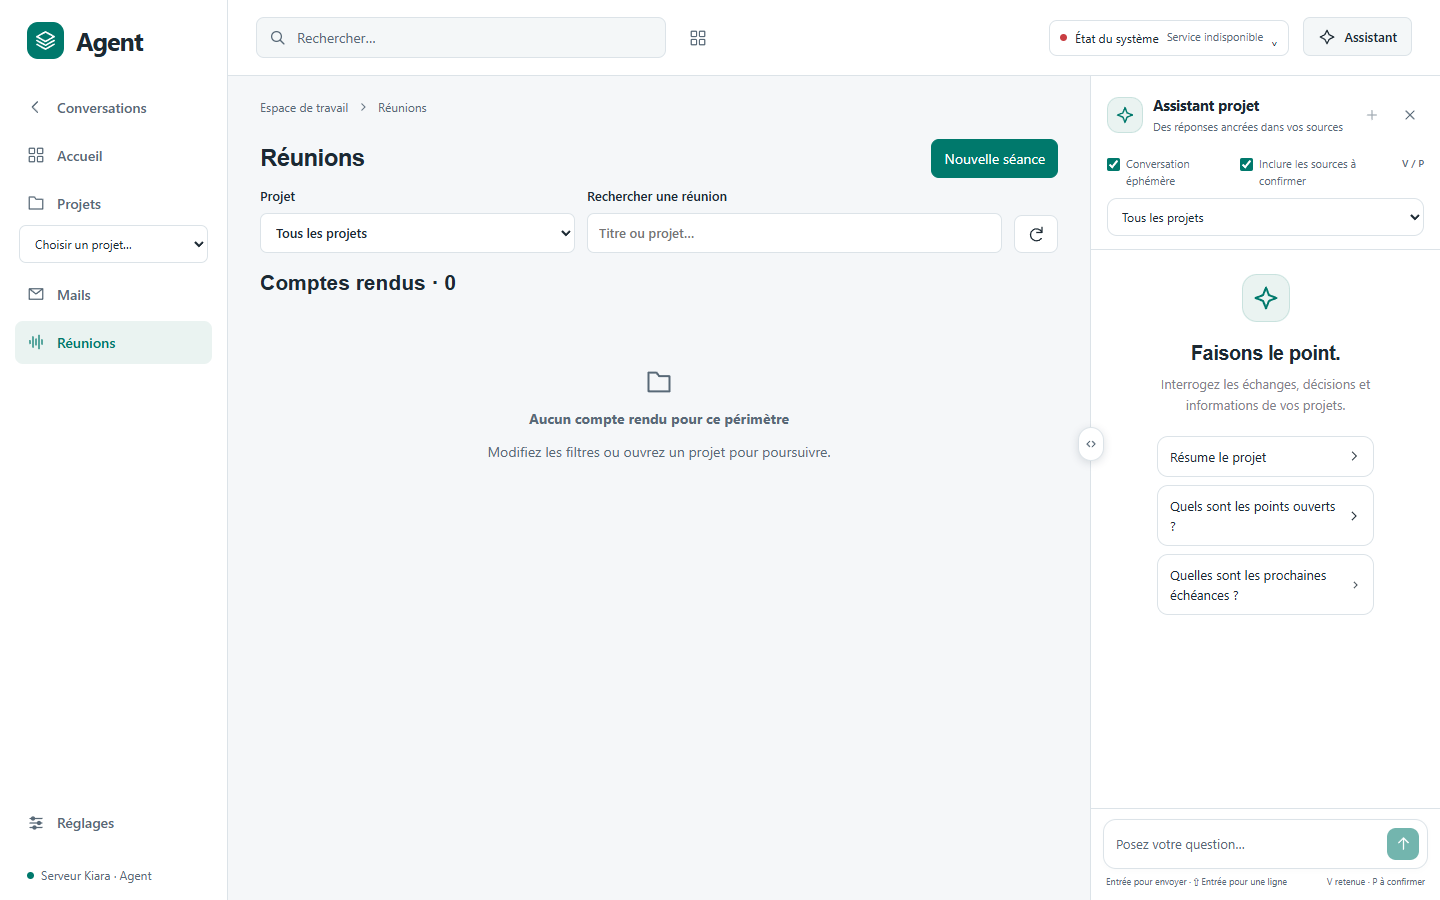 Agent
Conversations
Accueil
Projets
Choisir un projet...
Mails
Réunions
Réglages
Serveur Kiara · Agent
Rechercher...
État du système Service indisponible
Assistant
Espace de travail > Réunions
Réunions
Nouvelle séance
Projet
Tous les projets
Rechercher une réunion
Titre ou projet...
Comptes rendus · 0
Aucun compte rendu pour ce périmètre
Modifiez les filtres ou ouvrez un projet pour poursuivre.
Assistant projet
Des réponses ancrées dans vos sources
Conversation
éphémère
Inclure les sources à
confirmer
V / P
Tous les projets
Faisons le point.
Interrogez les échanges, décisions et
informations de vos projets.
Résume le projet
Quels sont les points ouverts
?
Quelles sont les prochaines
échéances ?
Posez votre question...
Entrée pour envoyer · ⇧ Entrée pour une ligne
V retenue · P à confirmer